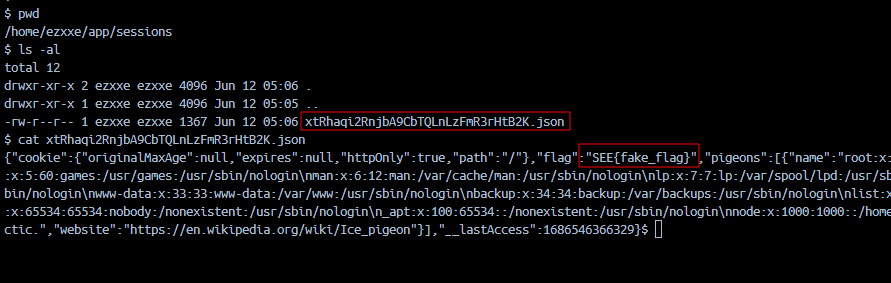 $ pwd
/home/ezxxe/app/sessions
$ ls -al
total 12
drwxr-xr-x 2 ezxxe ezxxe 4096 Jun 12 05:06 .
drwxr-xr-x 1 ezxxe ezxxe 4096 Jun 12 05:05 ..
-rw-r--r-- 1 ezxxe ezxxe 1367 Jun 12 05:06 xtRhaqi2RnjbA9CbTQLnLzFmR3rHtB2K.json
$ cat xtRhaqi2RnjbA9CbTQLnLzFmR3rHtB2K.json
{"cookie":{"originalMaxAge":null,"expires":null,"httpOnly":true,"path":"/"},"flag":"SEE{fake_flag}","pigeons":[{"name":"root:x:
:x:5:60:games:/usr/games:/usr/sbin/nologin\nman:x:6:12:man:/var/cache/man:/usr/sbin/nologin\nlp:x:7:7:lp:/var/spool/lpd:/usr/sb
bin/nologin\nwww-data:x:33:33:www-data:/var/www:/usr/sbin/nologin\nbackup:x:34:34:backup:/var/backups:/usr/sbin/nologin\nlist:x
:x:65534:65534:nobody:/nonexistent:/usr/sbin/nologin\n_apt:x:100:65534::/nonexistent:/usr/sbin/nologin\nnode:x:1000:1000::/home
ctic.","website":"https://en.wikipedia.org/wiki/Ice_pigeon"}],"__lastAccess":1686546366329}$